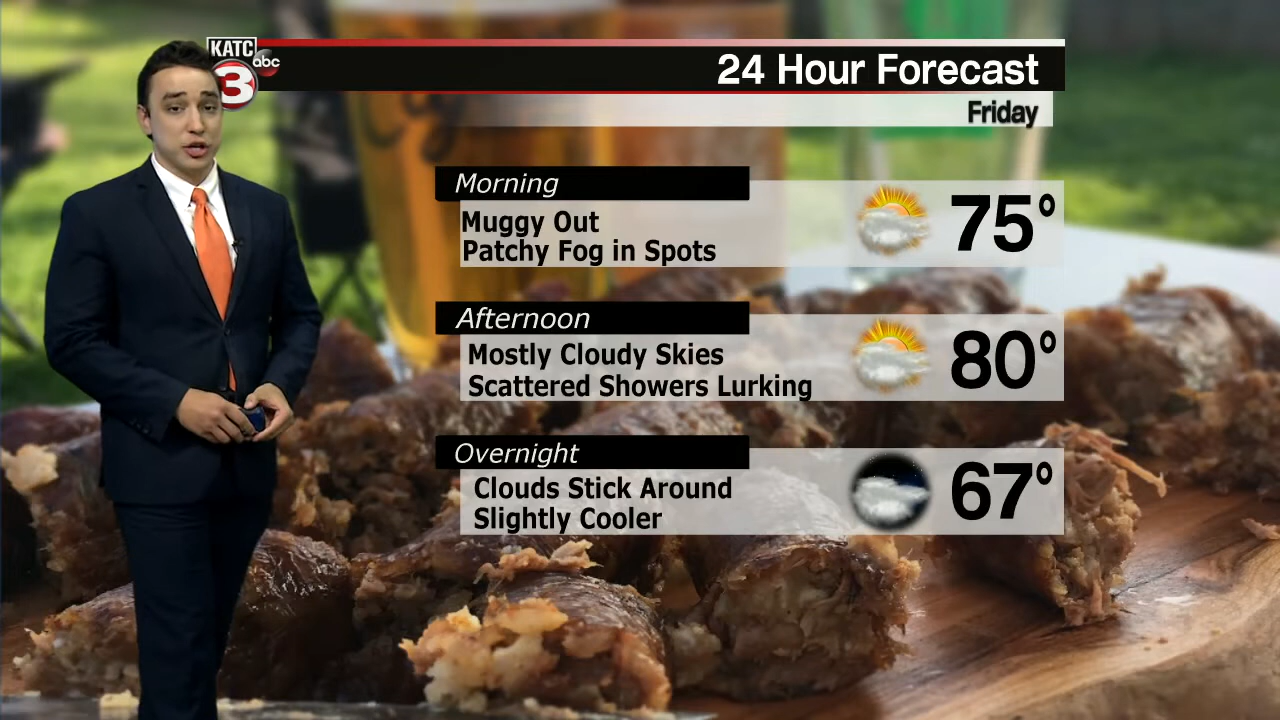 KATC
abc
3
24 Hour Forecast
Friday
Morning
Muggy Out
Patchy Fog in Spots
75°
Afternoon
Mostly Cloudy Skies
Scattered Showers Lurking
80°
Overnight
Clouds Stick Around
Slightly Cooler
67°